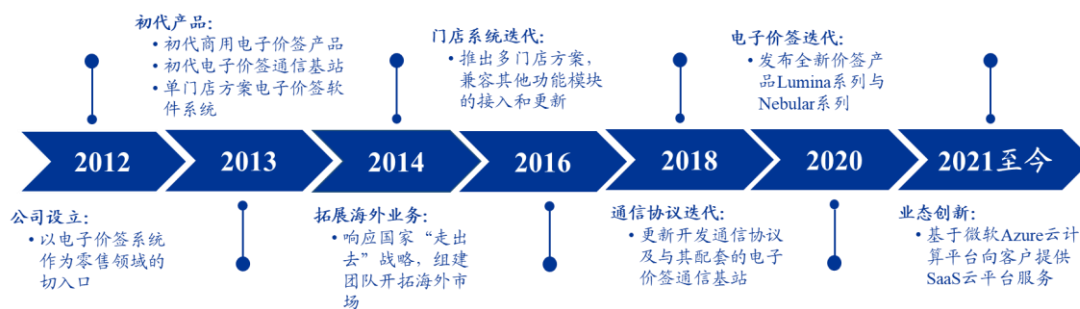 初代产品：
• 初代商用电子价签产品
• 初代电子价签通信基站
• 单门店方案电子价签软
件系统
门店系统迭代：
• 推出多门店方案，
兼容其他功能模块
的接入和更新
电子价签迭代：
• 发布全新价签产
品Lumina系列与
Nebular系列
2012
2013
2014
2016
2018
2020
2021至今
公司设立：
• 以电子价签系统
作为零售领域的
切入口
拓展海外业务：
• 响应国家“走出
去”战略，组建
团队开拓海外市
场
通信协议迭代：
• 更新开发通信协议
及与其配套的电子
价签通信基站
业态创新：
• 基于微软Azure云计
算平台向客户提供
SaaS云平台服务